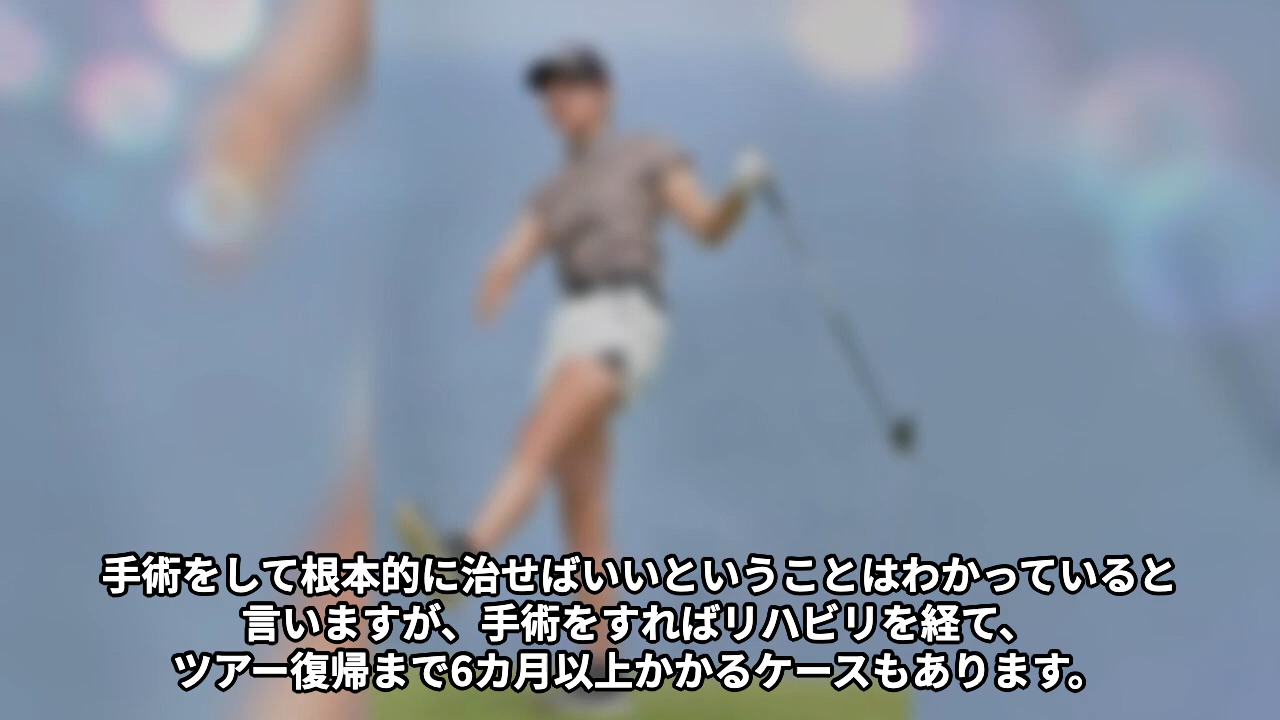 手術をして根本的に治せばいいということはわかっていると
言いますが、手術をすればリハビリを経て、
ツアー復帰まで6カ月以上かかるケースもあります。